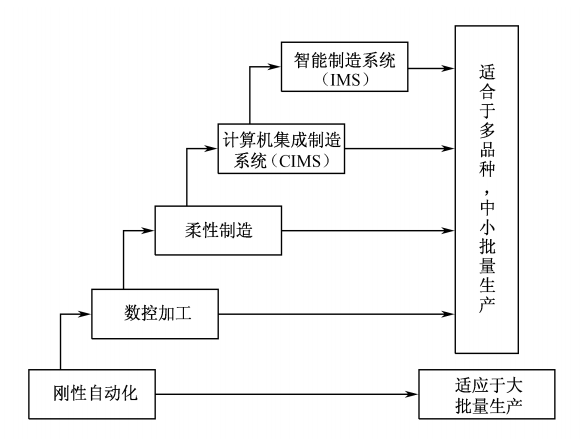 智能制造系统
（IMS）
计算机集成制造
系统（CIMS）
柔性制造
数控加工
刚性自动化
适合于多品种，中小批量生产
适应于大
批量生产